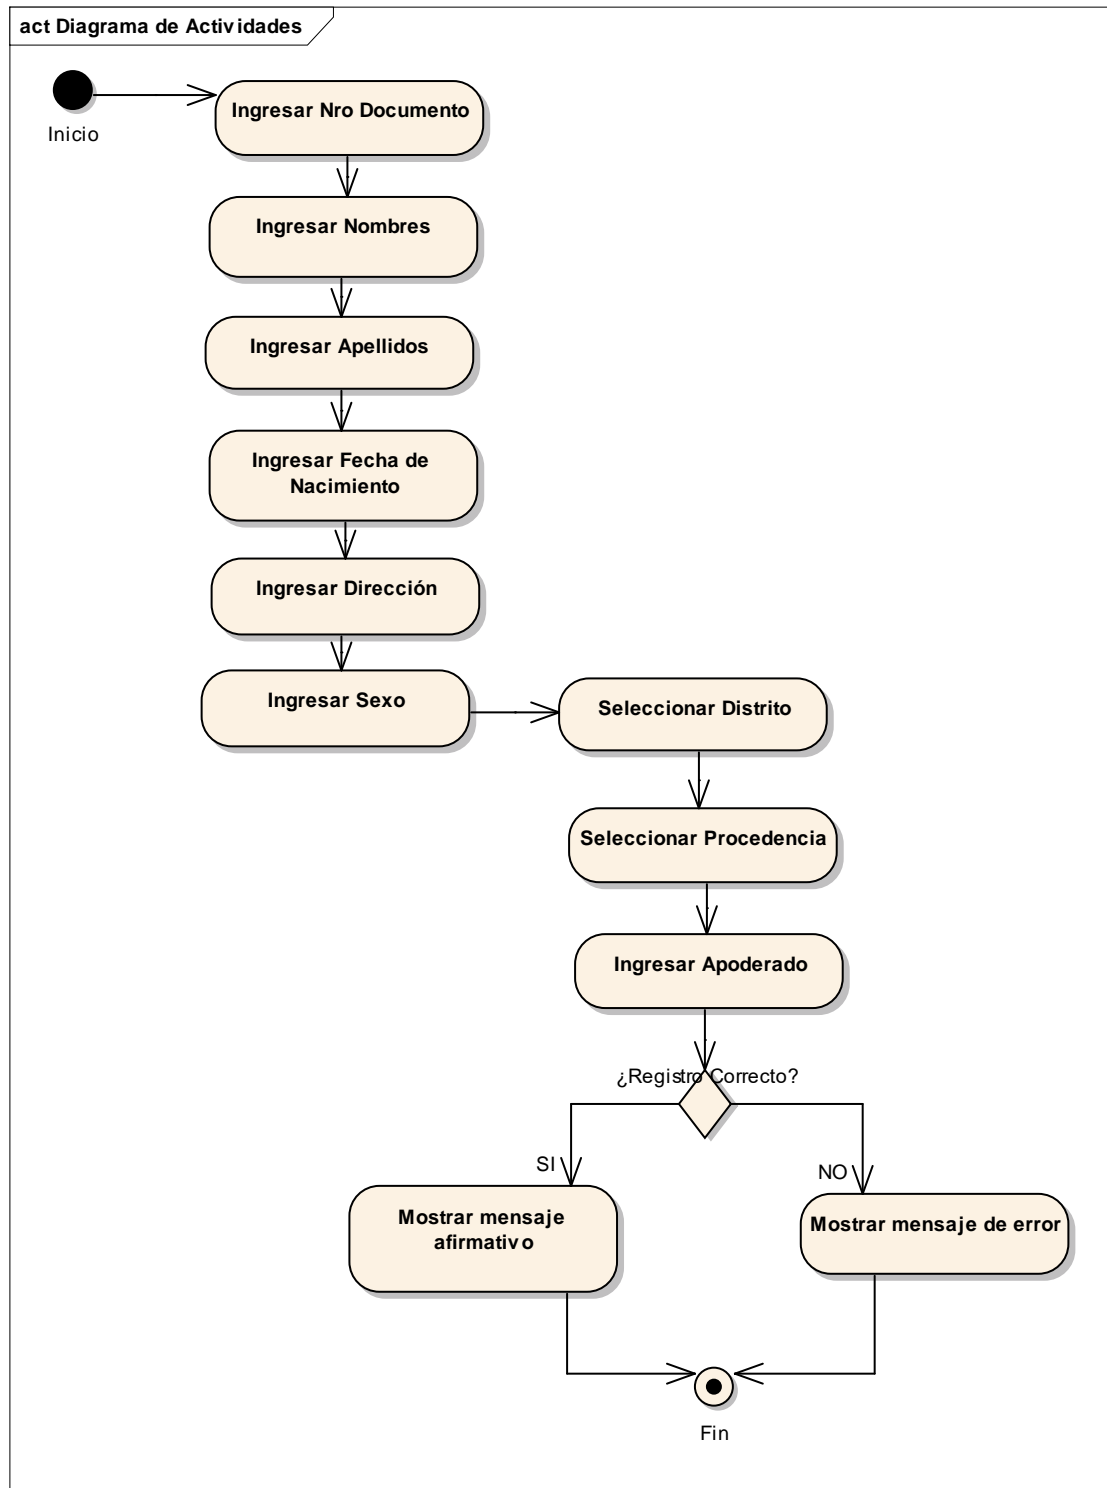 act Diagrama de Actividades
Inicio
Ingresar Nro Documento
Ingresar Nombres
Ingresar Apellidos
Ingresar Fecha de
Nacimiento
Ingresar Dirección
Ingresar Sexo
Seleccionar Distrito
Seleccionar Procedencia
Ingresar Apoderado
¿Registro Correcto?
SI
NO
Mostrar mensaje
afirmativo
Mostrar mensaje de error
Fin